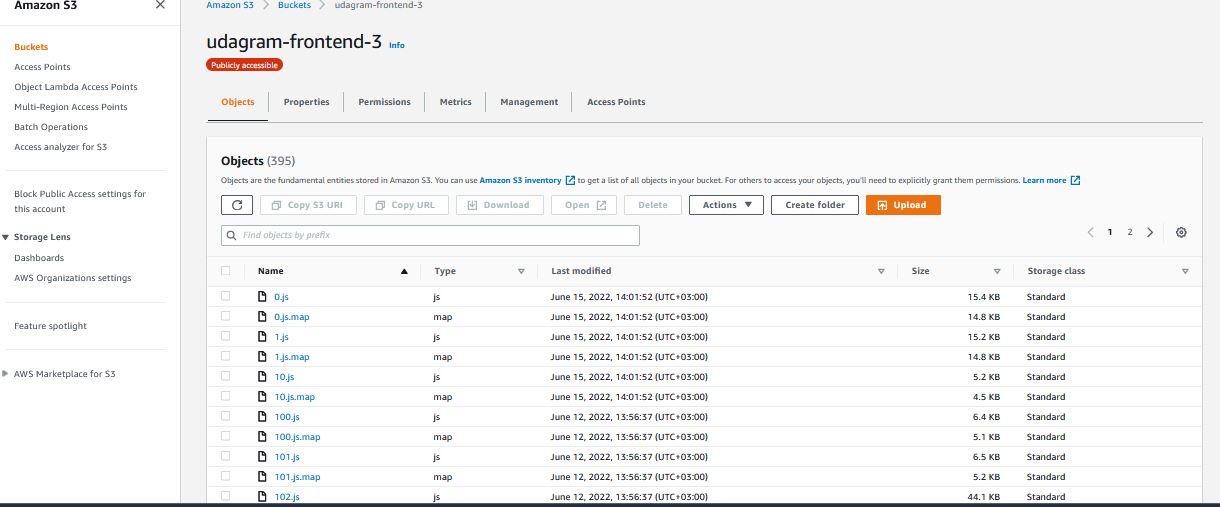 Amazon S3
Amazon S3 > Buckets > udagram-frontend-3
udagram-frontend-3 Info
Publicly accessible
Buckets
Access Points
Object Lambda Access Points
Multi-Region Access Points
Batch Operations
Access analyzer for S3
Block Public Access settings for
this account
Storage Lens
Dashboards
AWS Organizations settings
Feature spotlight
AWS Marketplace for S3
Objects Properties Permissions Metrics Management Access Points
Objects (395)
Objects are the fundamental entities stored in Amazon S3. You can use Amazon S3 inventory to get a list of all objects in your bucket. For others to access your objects, you'll need to explicitly grant them permissions. Learn more
Copy S3 URI Copy URL Download Open Delete Actions Create folder Upload
Find objects by prefix
1 2
Name Type Last modified Size Storage class
0.js js June 15, 2022, 14:01:52 (UTC+03:00) 15.4 KB Standard
0.js.map map June 15, 2022, 14:01:52 (UTC+03:00) 14.8 KB Standard
1.js js June 15, 2022, 14:01:52 (UTC+03:00) 15.2 KB Standard
1.js.map map June 15, 2022, 14:01:52 (UTC+03:00) 14.8 KB Standard
10.js js June 15, 2022, 14:01:52 (UTC+03:00) 5.2 KB Standard
10.js.map map June 15, 2022, 14:01:52 (UTC+03:00) 4.5 KB Standard
100.js js June 12, 2022, 13:56:37 (UTC+03:00) 6.4 KB Standard
100.js.map map June 12, 2022, 13:56:37 (UTC+03:00) 5.1 KB Standard
101.js js June 12, 2022, 13:56:37 (UTC+03:00) 6.5 KB Standard
101.js.map map June 12, 2022, 13:56:37 (UTC+03:00) 5.2 KB Standard
102.js js June 12, 2022, 13:56:37 (UTC+03:00) 44.1 KB Standard